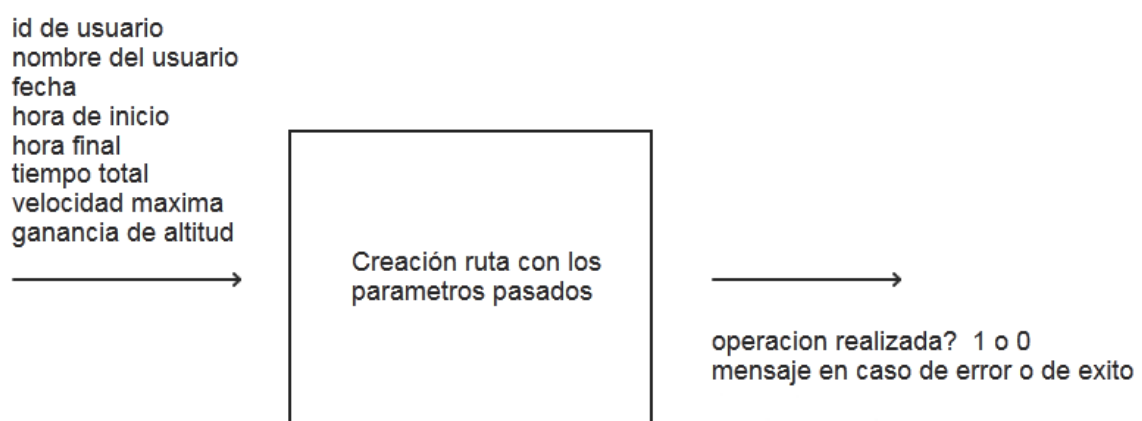 id de usuario
nombre del usuario
fecha
hora de inicio
hora final
tiempo total
velocidad maxima
ganancia de altitud
Creación ruta con los
parametros pasados
operacion realizada? 1 o 0
mensaje en caso de error o de exito